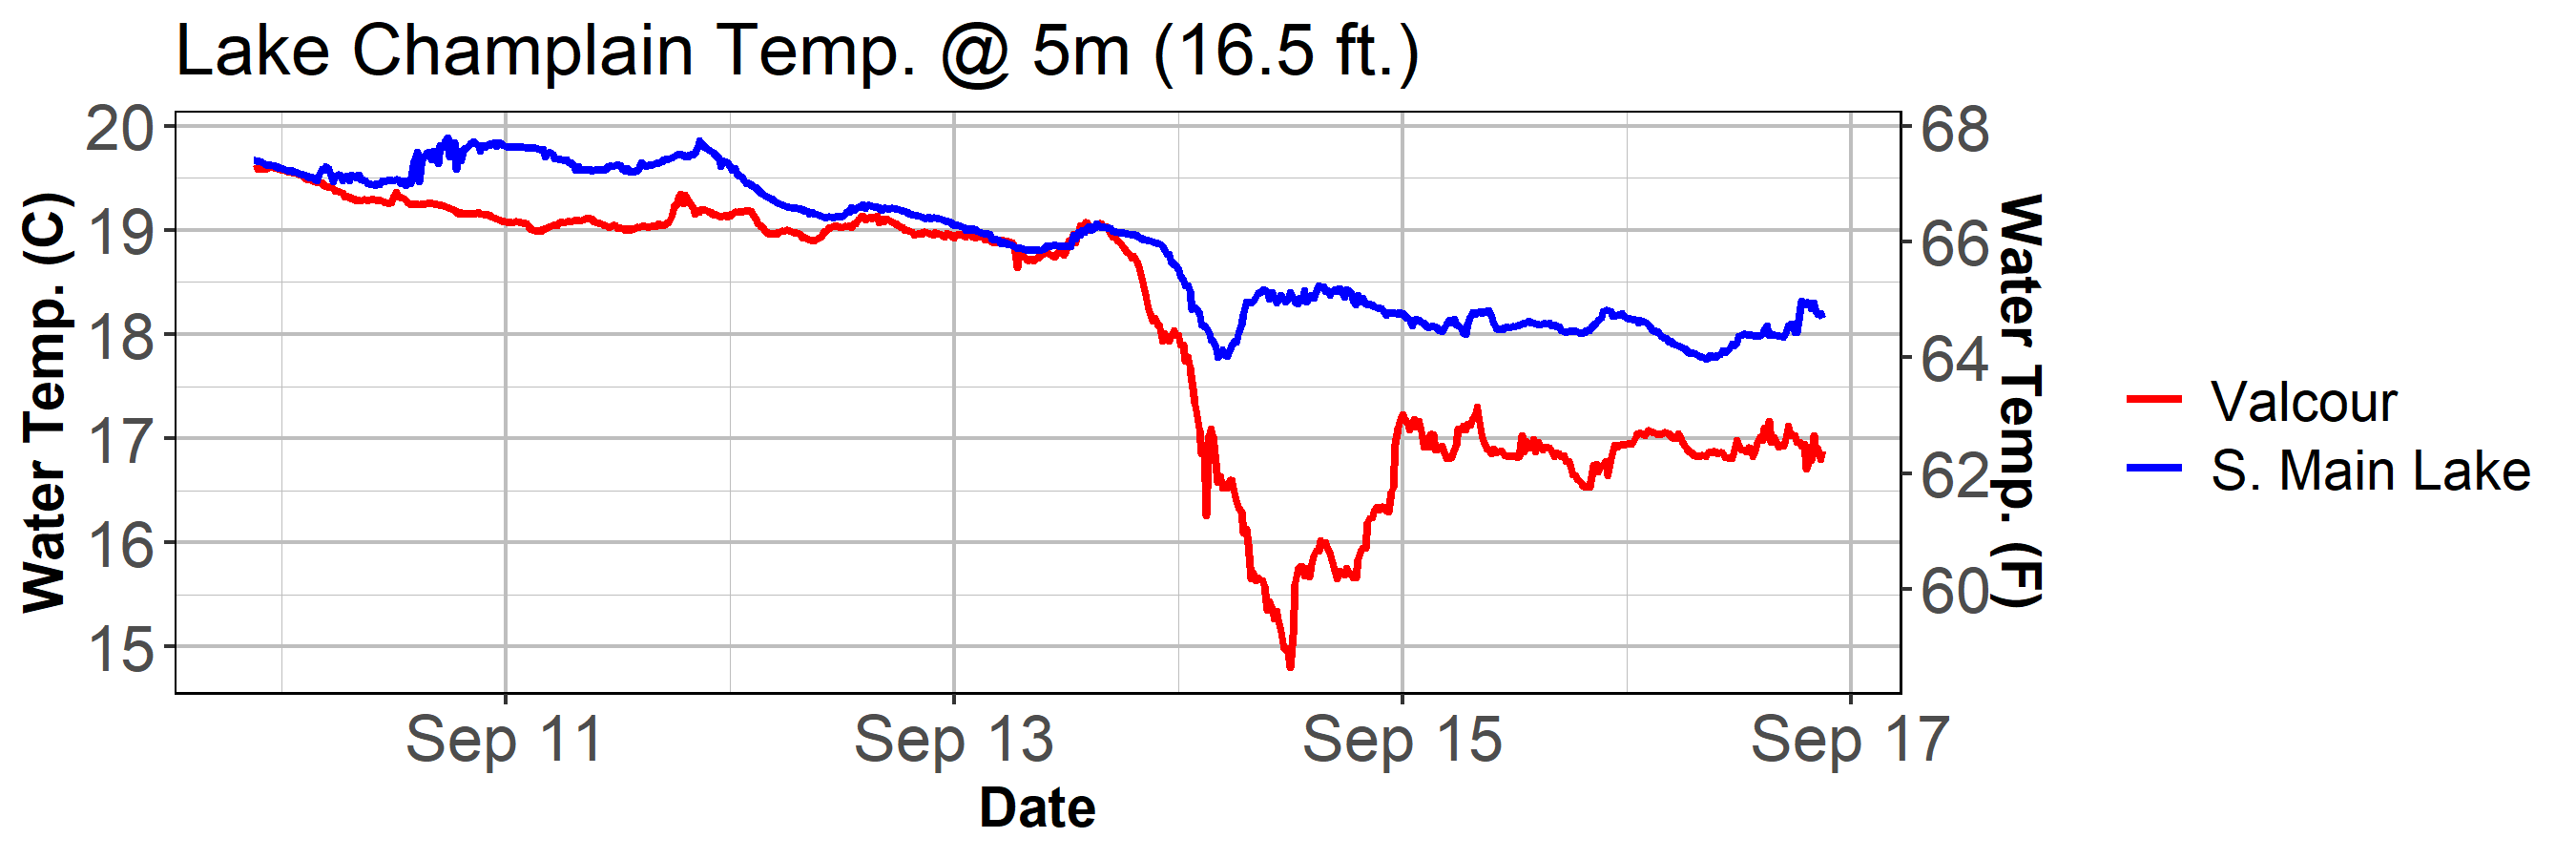 Lake Champlain Temp. @ 5m (16.5 ft.)
Water Temp. (C)
20
19
18
17
16
15
68
66
64
62
60
Water Temp. (F)
Sep 11
Sep 13
Sep 15
Sep 17
Date
Valcour
S. Main Lake